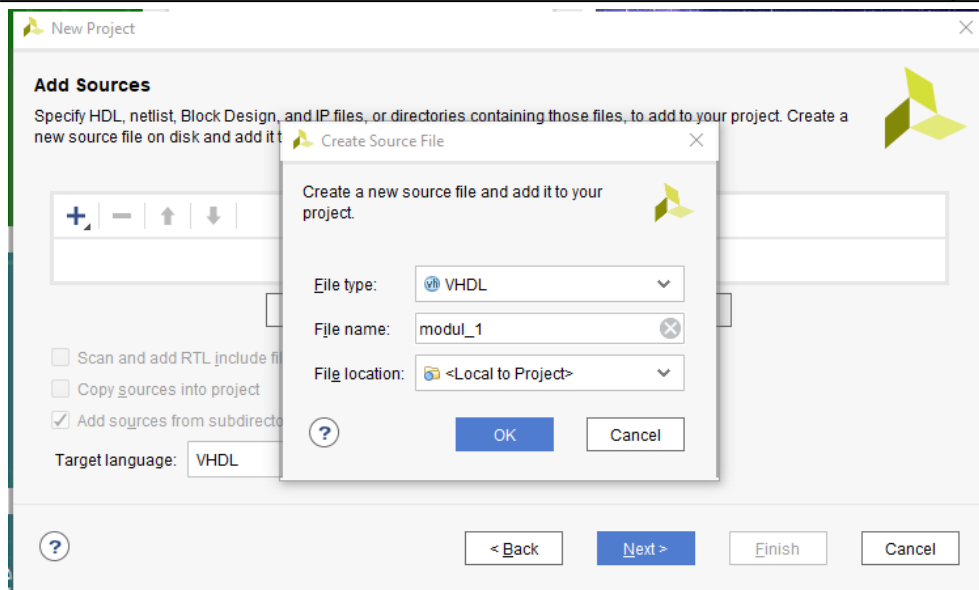 New Project
Add Sources
Specify HDL, netlist, Block Design, and IP files, or directories containing those files, to add to your project. Create a
new source file on disk and add it t
Create Source File
Create a new source file and add it to your
project.
File type:
VHDL
File name:
modul_1
File location:
<Local to Project>
?
OK
Cancel
Scan and add RTL include fil
Copy sources into project
Add sources from subdirecto
Target language:
VHDL
?
< Back
Next >
Finish
Cancel